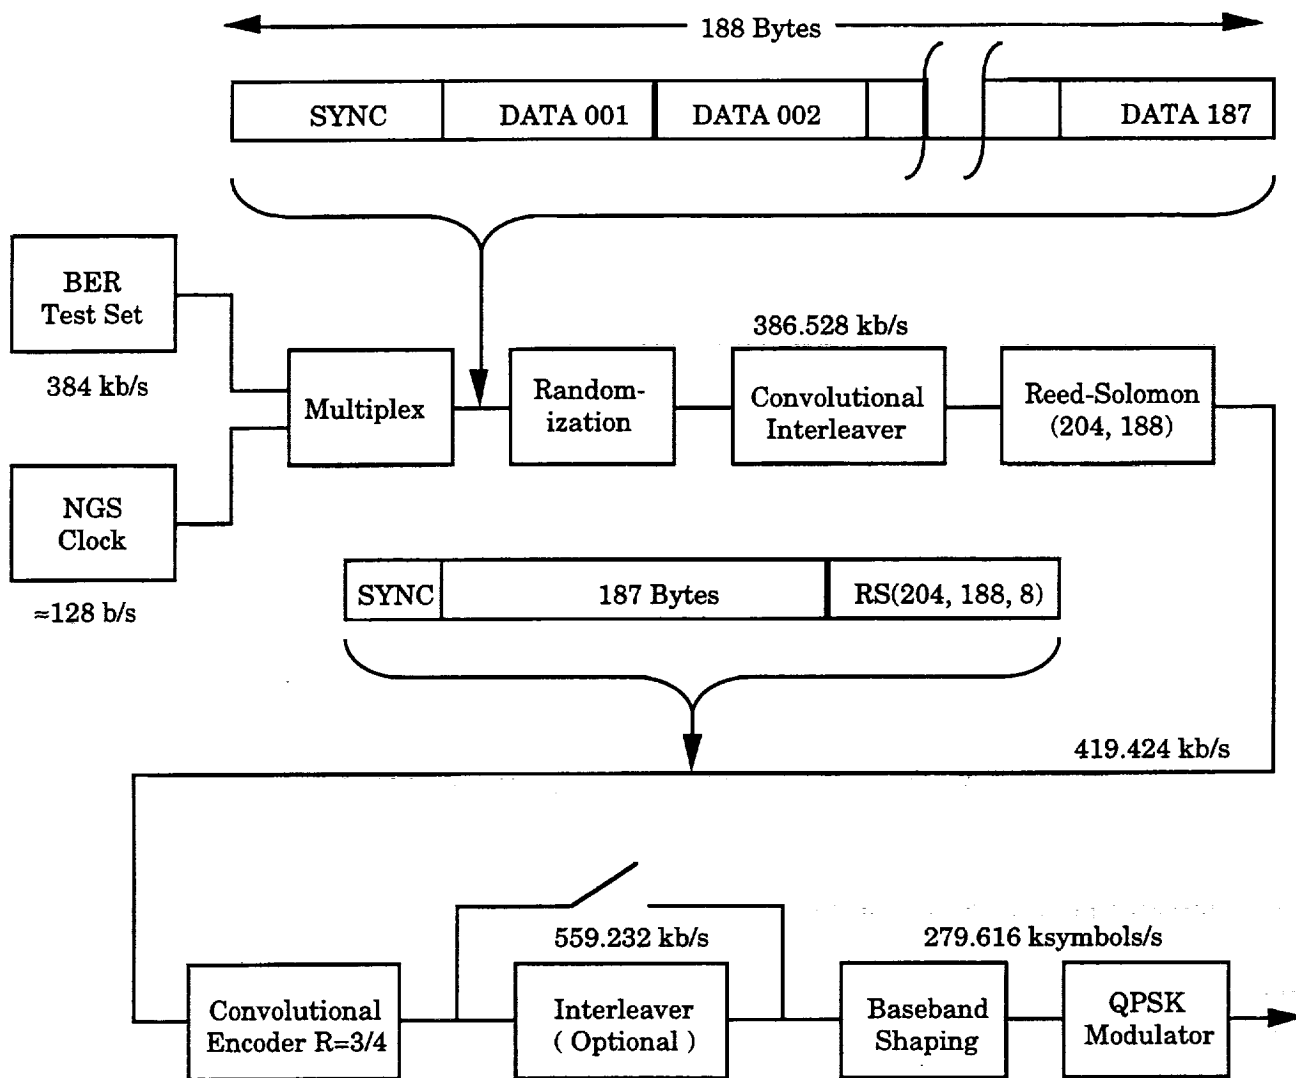 188 Bytes
SYNC
DATA 001
DATA 002
DATA 187
BER
Test Set
384 kb/s
NGS
Clock
≈128 b/s
Multiplex
Random-
ization
386.528 kb/s
Convolutional
Interleaver
Reed-Solomon
(204, 188)
SYNC
187 Bytes
RS(204, 188, 8)
419.424 kb/s
Convolutional
Encoder R=3/4
559.232 kb/s
Interleaver
( Optional )
279.616 ksymbols/s
Baseband
Shaping
QPSK
Modulator